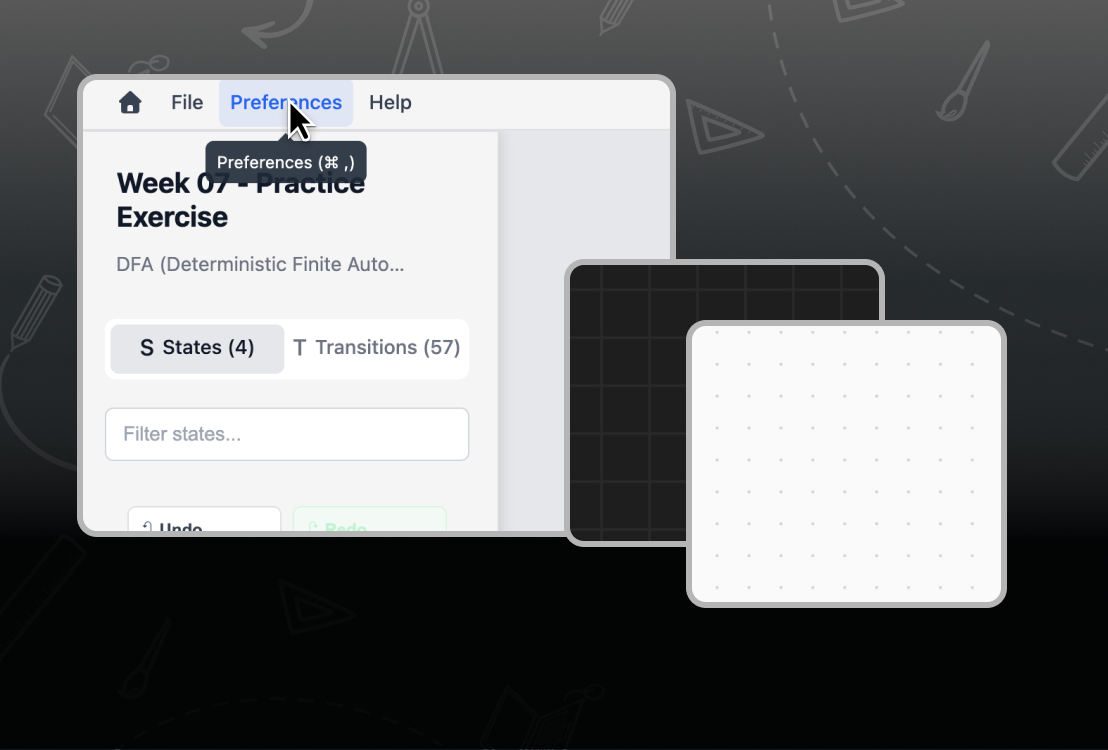 File Preferences Help
Preferences (⌘ ,)
Week 07 - Practice
Exercise
DFA (Deterministic Finite Auto...
S States (4) T Transitions (57)
Filter states...
Undo Redo